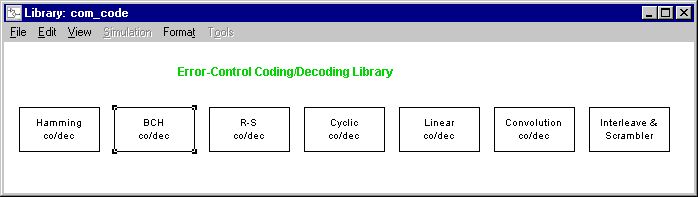 Library: com_code
File Edit View Simulation Format Tools
Error-Control Coding/Decoding Library
Hamming co/dec
BCH co/dec
R-S co/dec
Cyclic co/dec
Linear co/dec
Convolution co/dec
Interleave & Scrambler